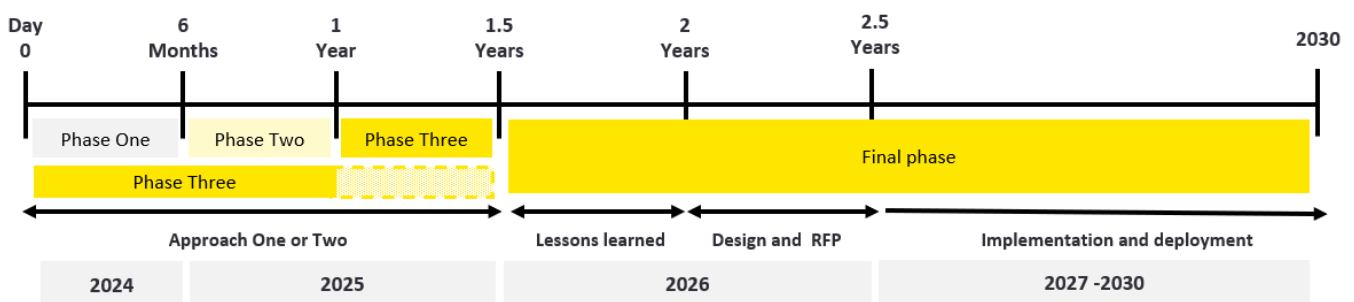 Day
0
6
Months
1
Year
1.5
Years
2
Years
2.5
Years
2030
Phase One
Phase Two
Phase Three
Final phase
Phase Three
Approach One or Two
Lessons learned
Design and RFP
Implementation and deployment
2024
2025
2026
2027 -2030